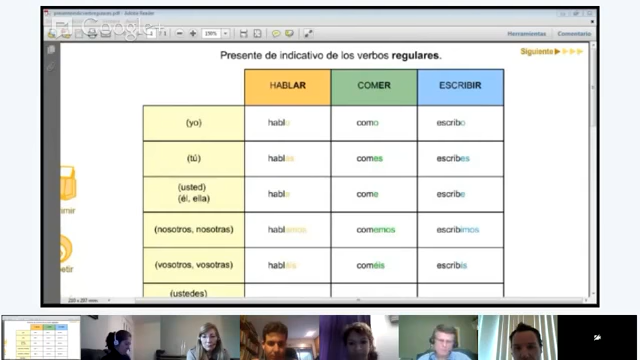 Google+
150%
Herramientas
Comentario
Presente de indicativo de los verbos regulares.
Siguiente
HABLAR COMER ESCRIBIR
(yo) hablo como escribo
(tú) hablas comes escribes
(usted)
(él, ella) habla come escribe
(nosotros, nosotras) hablamos comemos escribimos
(vosotros, vosotras) habláis coméis escribís
(ustedes)